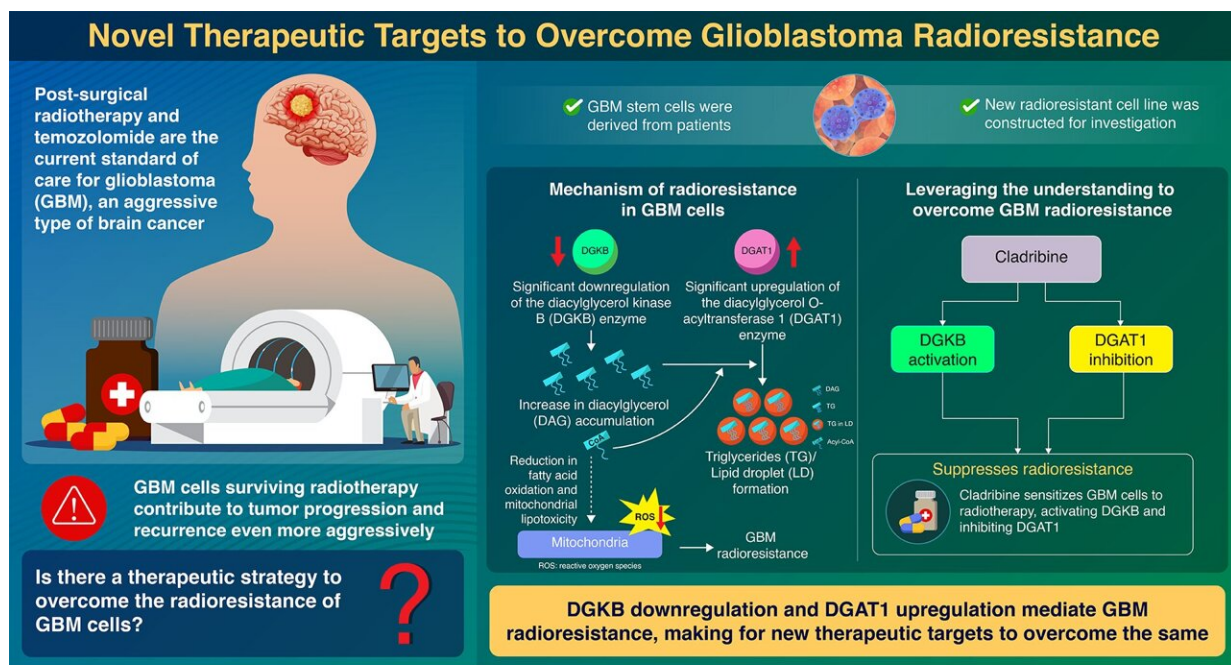 Novel Therapeutic Targets to Overcome Glioblastoma Radioresistance
Post-surgical
radiotherapy and
temozolomide are the
current standard of
care for glioblastoma
(GBM), an aggressive
type of brain cancer
GBM cells surviving radiotherapy
contribute to tumor progression and
recurrence even more aggressively
Is there a therapeutic strategy to
overcome the radioresistance of
GBM cells?
?
GBM stem cells were
derived from patients
New radioresistant cell line was
constructed for investigation
Mechanism of radioresistance
in GBM cells
DGKB
DGAT1
Significant downregulation
of the diacylglycerol kinase
B (DGKB) enzyme
Significant upregulation of
the diacylglycerol O-
acyltransferase 1 (DGAT1)
enzyme
Increase in diacylglycerol
(DAG) accumulation
DAG
TG
TG in LD
Acyl-CoA
Triglycerides (TG)/
Lipid droplet (LD)
formation
CoA
Reduction in
fatty acid
oxidation and
mitochondrial
lipotoxicity
ROS
Mitochondria
GBM
radioresistance
ROS: reactive oxygen species
Leveraging the understanding to
overcome GBM radioresistance
Cladribine
DGKB
activation
DGAT1
inhibition
Suppresses radioresistance
Cladribine sensitizes GBM cells to
radiotherapy, activating DGKB and
inhibiting DGAT1
DGKB downregulation and DGAT1 upregulation mediate GBM
radioresistance, making for new therapeutic targets to overcome the same